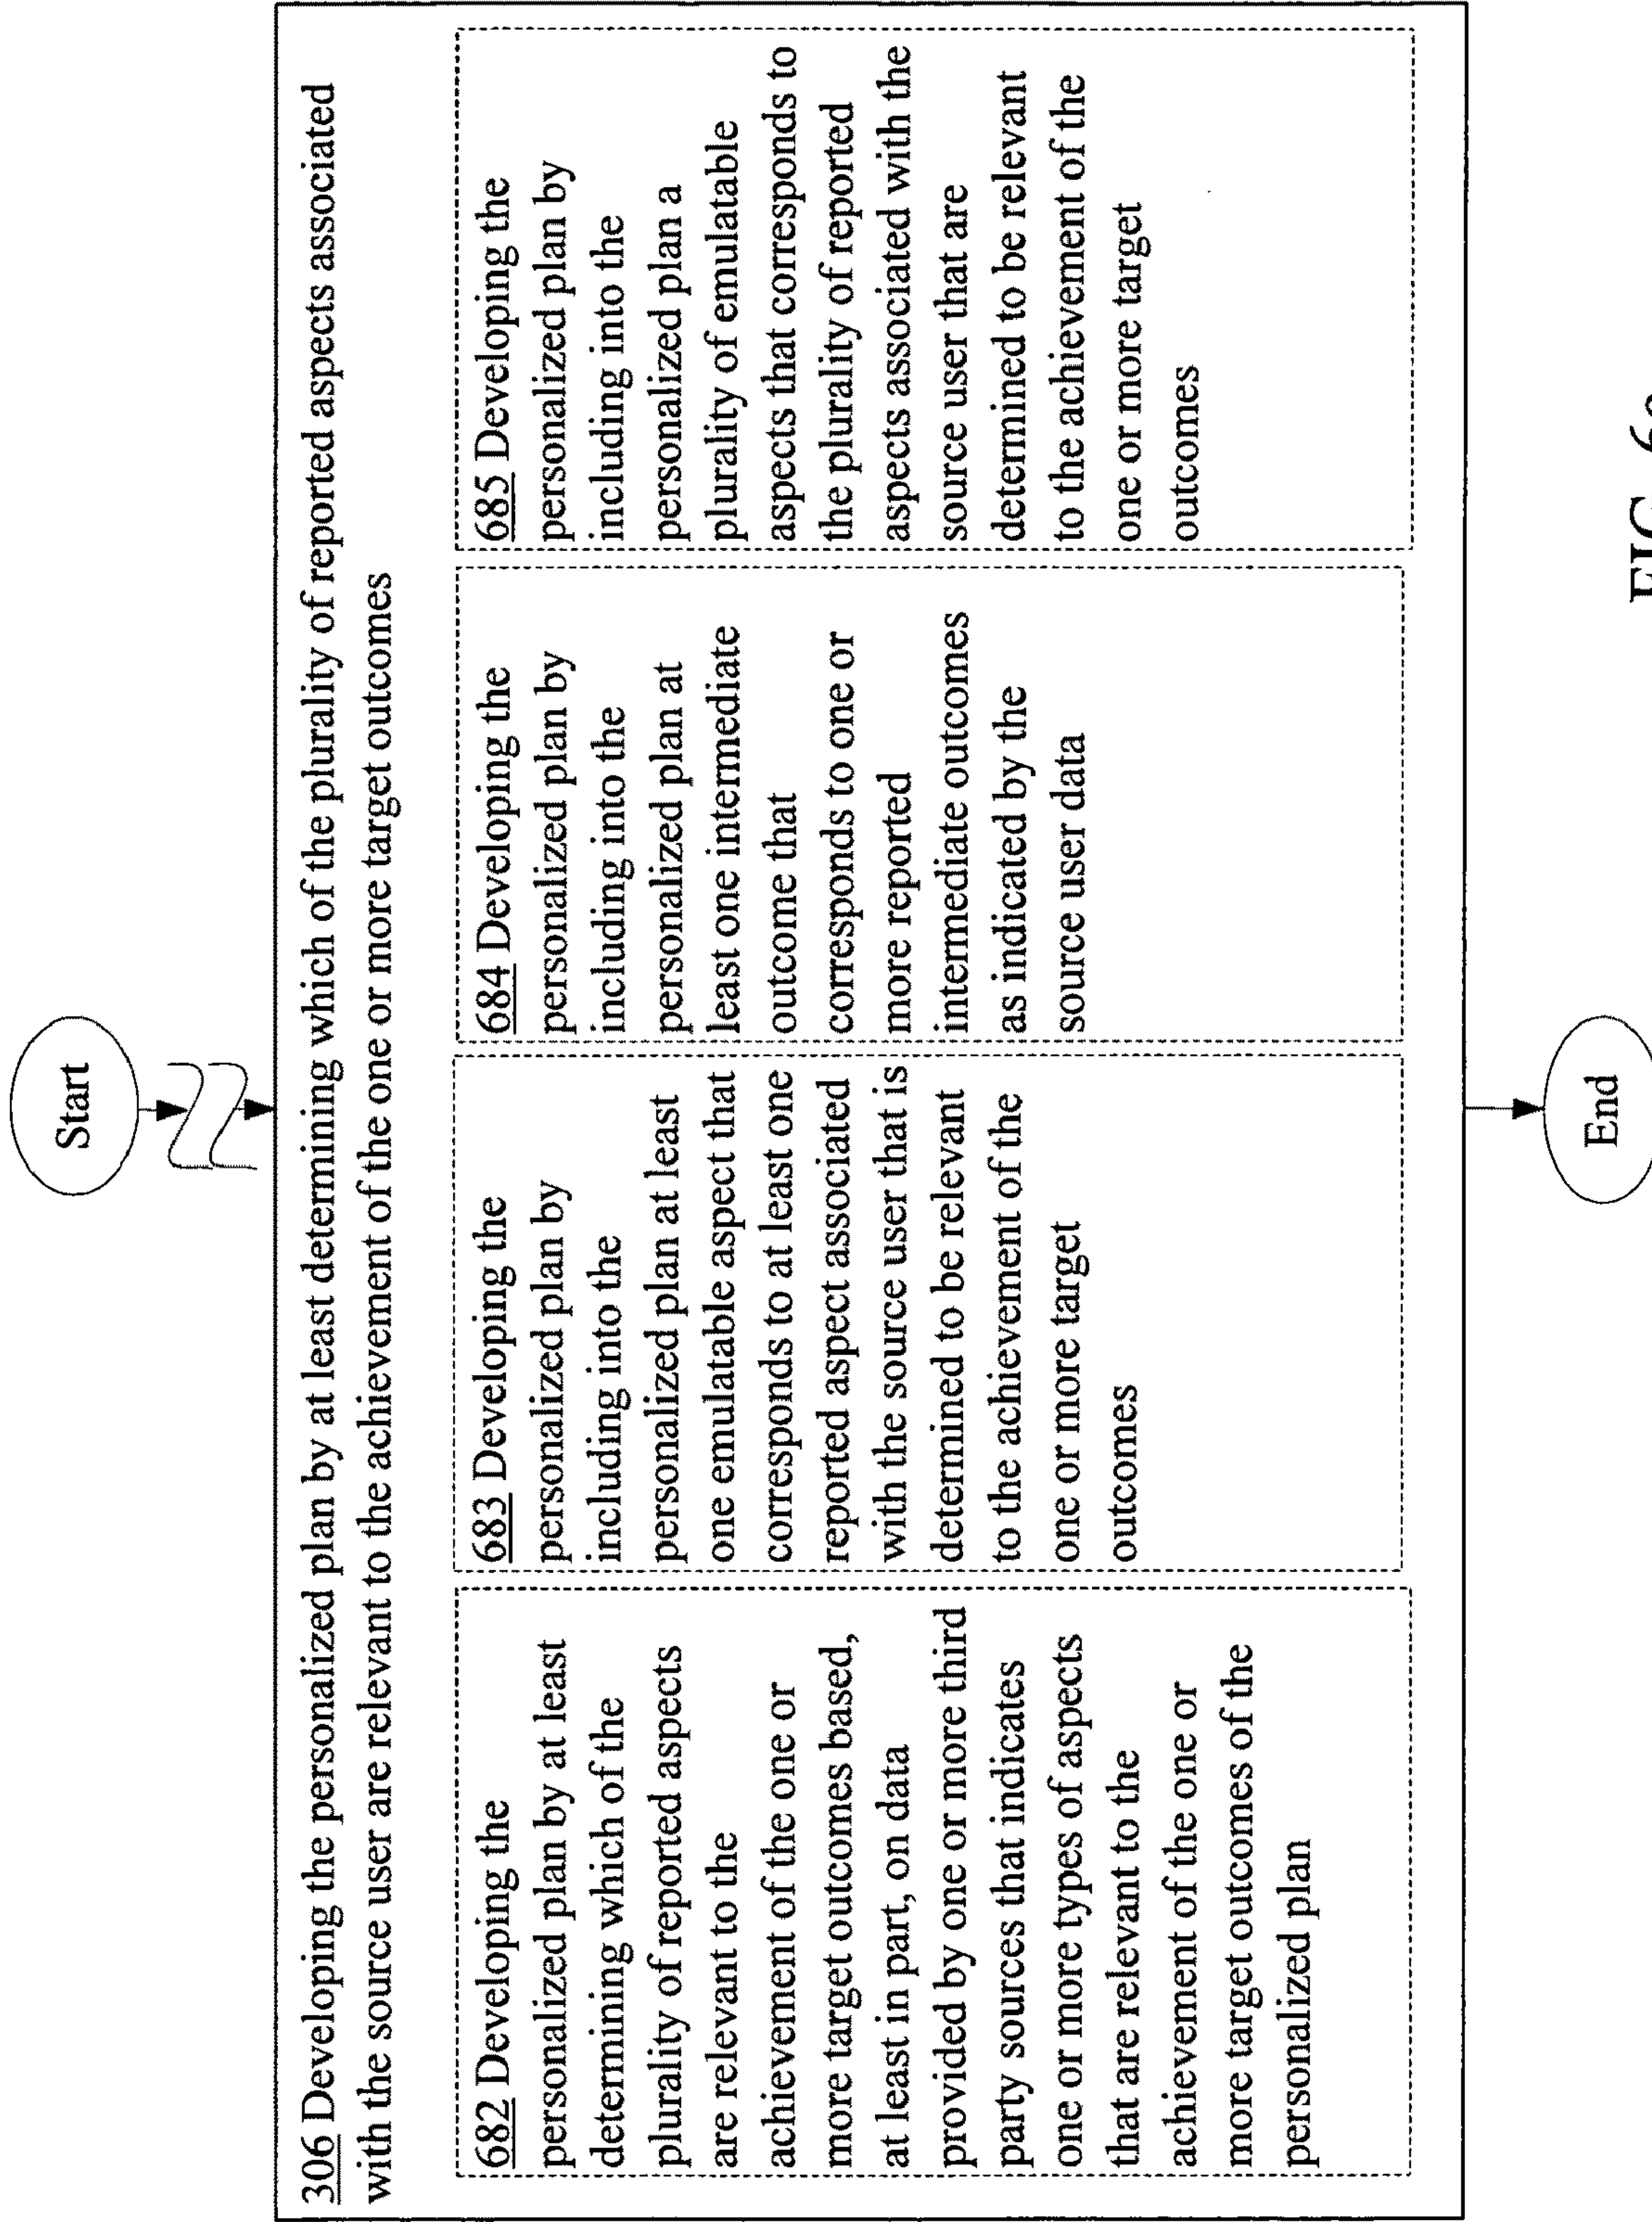 Start
306 Developing the personalized plan by at least determining which of the plurality of reported aspects associated
with the source user are relevant to the achievement of the one or more target outcomes
682 Developing the
personalized plan by at least
determining which of the
plurality of reported aspects
are relevant to the
achievement of the one or
more target outcomes based,
at least in part, on data
provided by one or more third
party sources that indicates
one or more types of aspects
that are relevant to the
achievement of the one or
more target outcomes of the
personalized plan
683 Developing the
personalized plan by
including into the
personalized plan at least
one emulatable aspect that
corresponds to at least one
reported aspect associated
with the source user that is
determined to be relevant
to the achievement of the
one or more target
outcomes
684 Developing the
personalized plan by
including into the
personalized plan at
least one intermediate
outcome that
corresponds to one or
more reported
intermediate outcomes
as indicated by the
source user data
685 Developing the
personalized plan by
including into the
personalized plan a
plurality of emulatable
aspects that corresponds to
the plurality of reported
aspects associated with the
source user that are
determined to be relevant
to the achievement of the
one or more target
outcomes
End